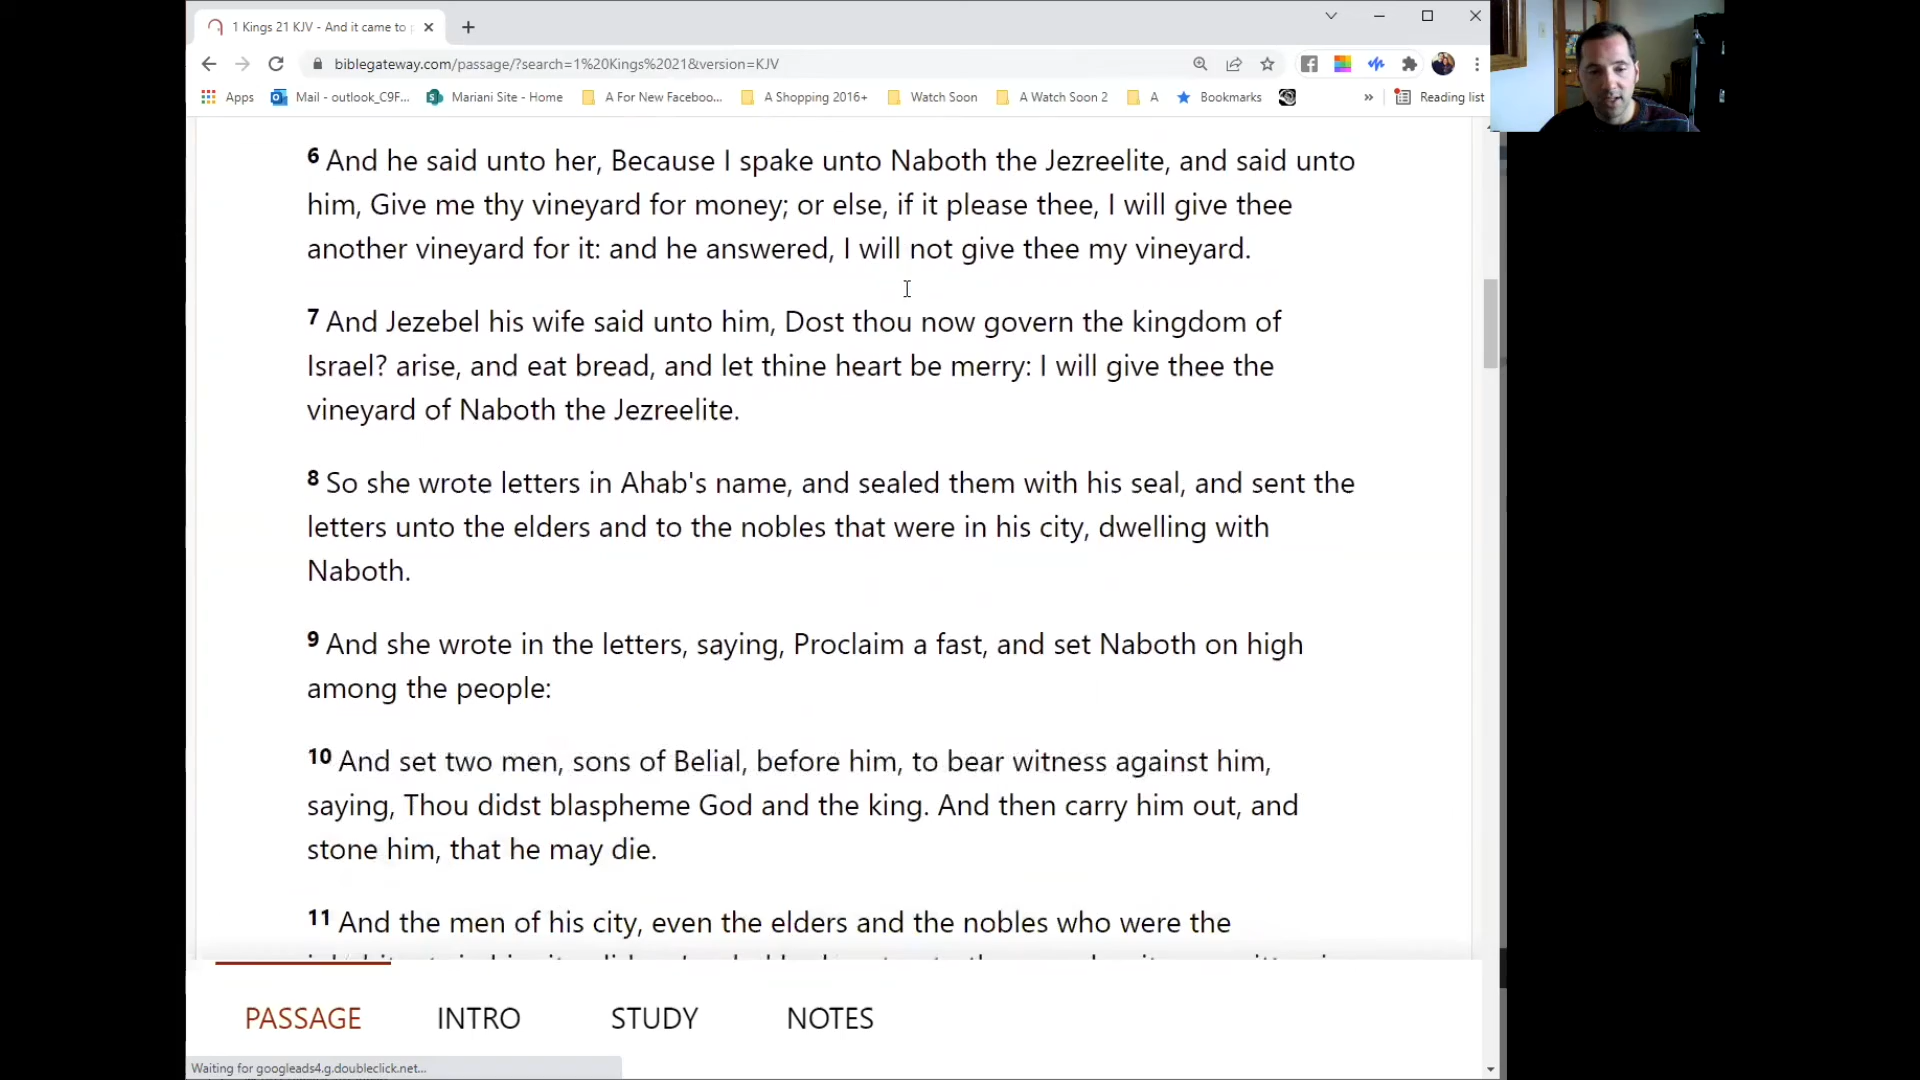 1 Kings 21 KJV - And it came to
biblegateway.com/passage/?search=1%20Kings%2021&version=KJV
Apps
Mail - outlook_C9F...
Mariani Site - Home
A For New Faceboo...
A Shopping 2016+
Watch Soon
A Watch Soon 2
A
Bookmarks
»
Reading list
6 And he said unto her, Because I spake unto Naboth the Jezreelite, and said unto
him, Give me thy vineyard for money; or else, if it please thee, I will give thee
another vineyard for it: and he answered, I will not give thee my vineyard.
7 And Jezebel his wife said unto him, Dost thou now govern the kingdom of
Israel? arise, and eat bread, and let thine heart be merry: I will give thee the
vineyard of Naboth the Jezreelite.
8 So she wrote letters in Ahab's name, and sealed them with his seal, and sent the
letters unto the elders and to the nobles that were in his city, dwelling with
Naboth.
9 And she wrote in the letters, saying, Proclaim a fast, and set Naboth on high
among the people:
10 And set two men, sons of Belial, before him, to bear witness against him,
saying, Thou didst blaspheme God and the king. And then carry him out, and
stone him, that he may die.
11 And the men of his city, even the elders and the nobles who were the
PASSAGE
INTRO
STUDY
NOTES
Waiting for googleads4.g.doubleclick.net...